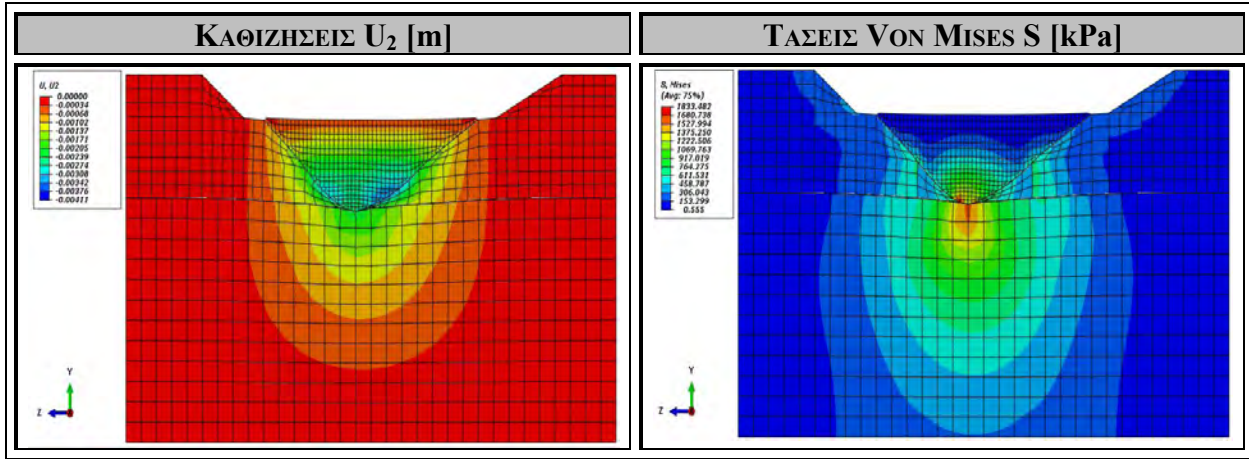 ΚΑΘΙΖΗΣΕΙΣ U2 [m]
ΤΑΣΕΙΣ VON MISES S [kPa]
U, U2
0.00000
-0.00034
-0.00068
-0.00102
-0.00137
-0.00171
-0.00205
-0.00239
-0.00274
-0.00308
-0.00342
-0.00376
-0.00411
Y
Z
S, Mises
(Avg: 75%)
1833.482
1680.738
1527.994
1375.250
1222.506
1069.763
917.019
764.275
611.531
458.787
306.043
153.299
0.555
Y
Z